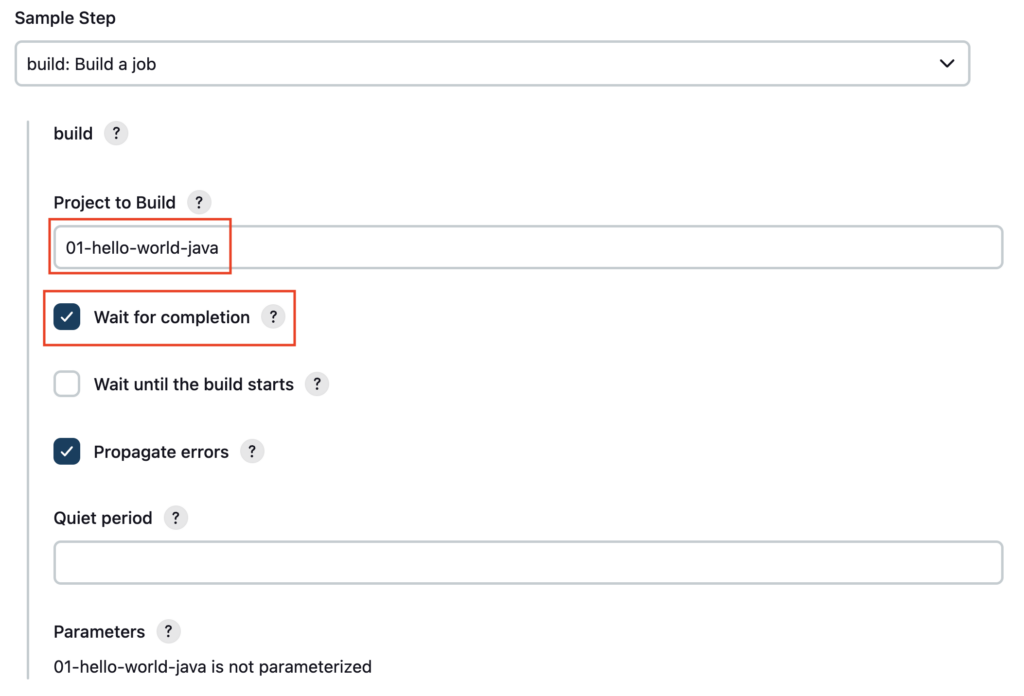 Sample Step
build: Build a job
build ?
Project to Build ?
01-hello-world-java
Wait for completion ?
Wait until the build starts ?
Propagate errors ?
Quiet period ?
Parameters ?
01-hello-world-java is not parameterized